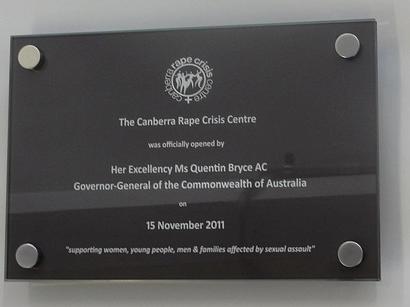 canberra rape crisis centre
The Canberra Rape Crisis Centre
was officially opened by
Her Excellency Ms Quentin Bryce AC
Governor-General of the Commonwealth of Australia
on
15 November 2011
"supporting women, young people, men & families affected by sexual assault"